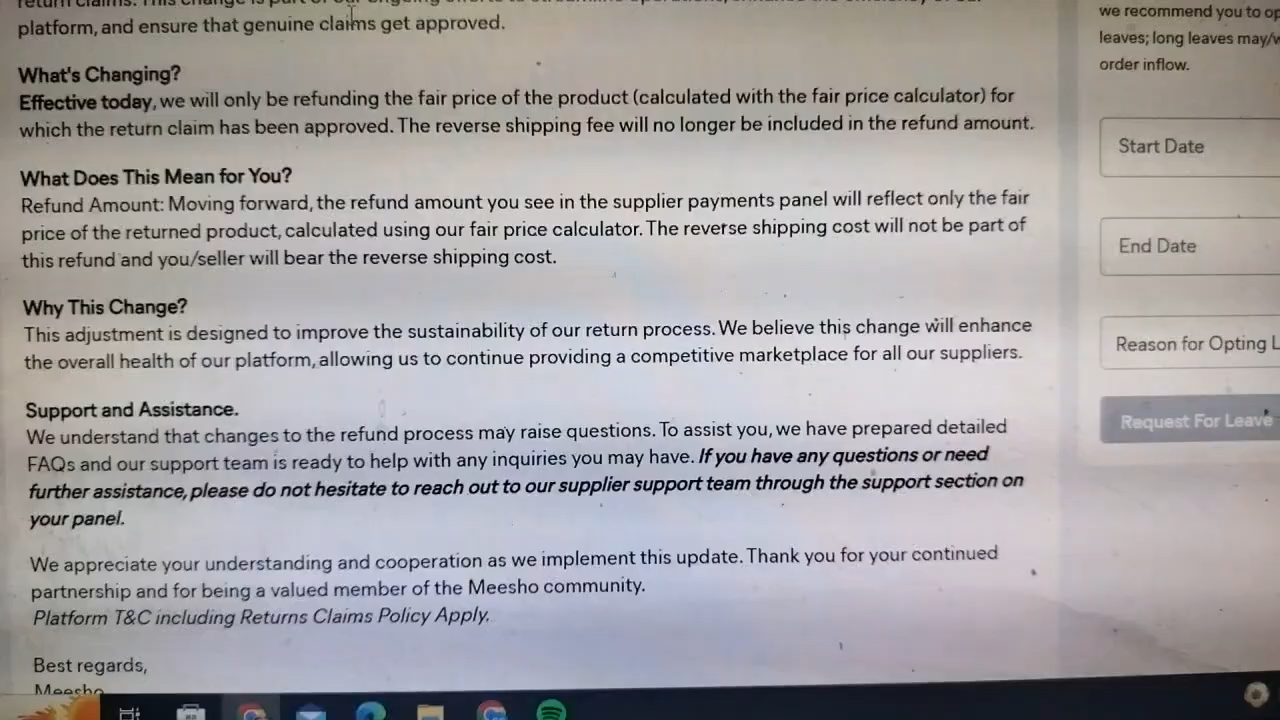 platform, and ensure that genuine claims get approved.
What's Changing?
Effective today, we will only be refunding the fair price of the product (calculated with the fair price calculator) for
which the return claim has been approved. The reverse shipping fee will no longer be included in the refund amount.
What Does This Mean for You?
Refund Amount: Moving forward, the refund amount you see in the supplier payments panel will reflect only the fair
price of the returned product, calculated using our fair price calculator. The reverse shipping cost will not be part of
this refund and you/seller will bear the reverse shipping cost.
Why This Change?
This adjustment is designed to improve the sustainability of our return process. We believe this change will enhance
the overall health of our platform, allowing us to continue providing a competitive marketplace for all our suppliers.
Support and Assistance.
We understand that changes to the refund process may raise questions. To assist you, we have prepared detailed
FAQs and our support team is ready to help with any inquiries you may have. If you have any questions or need
further assistance, please do not hesitate to reach out to our supplier support team through the support section on
your panel.
We appreciate your understanding and cooperation as we implement this update. Thank you for your continued
partnership and for being a valued member of the Meesho community.
Platform T&C including Returns Claims Policy Apply.
Best regards,
Meesho
we recommend you to op
leaves; long leaves may/w
order inflow.
Start Date
End Date
Reason for Opting L
Request For Leave